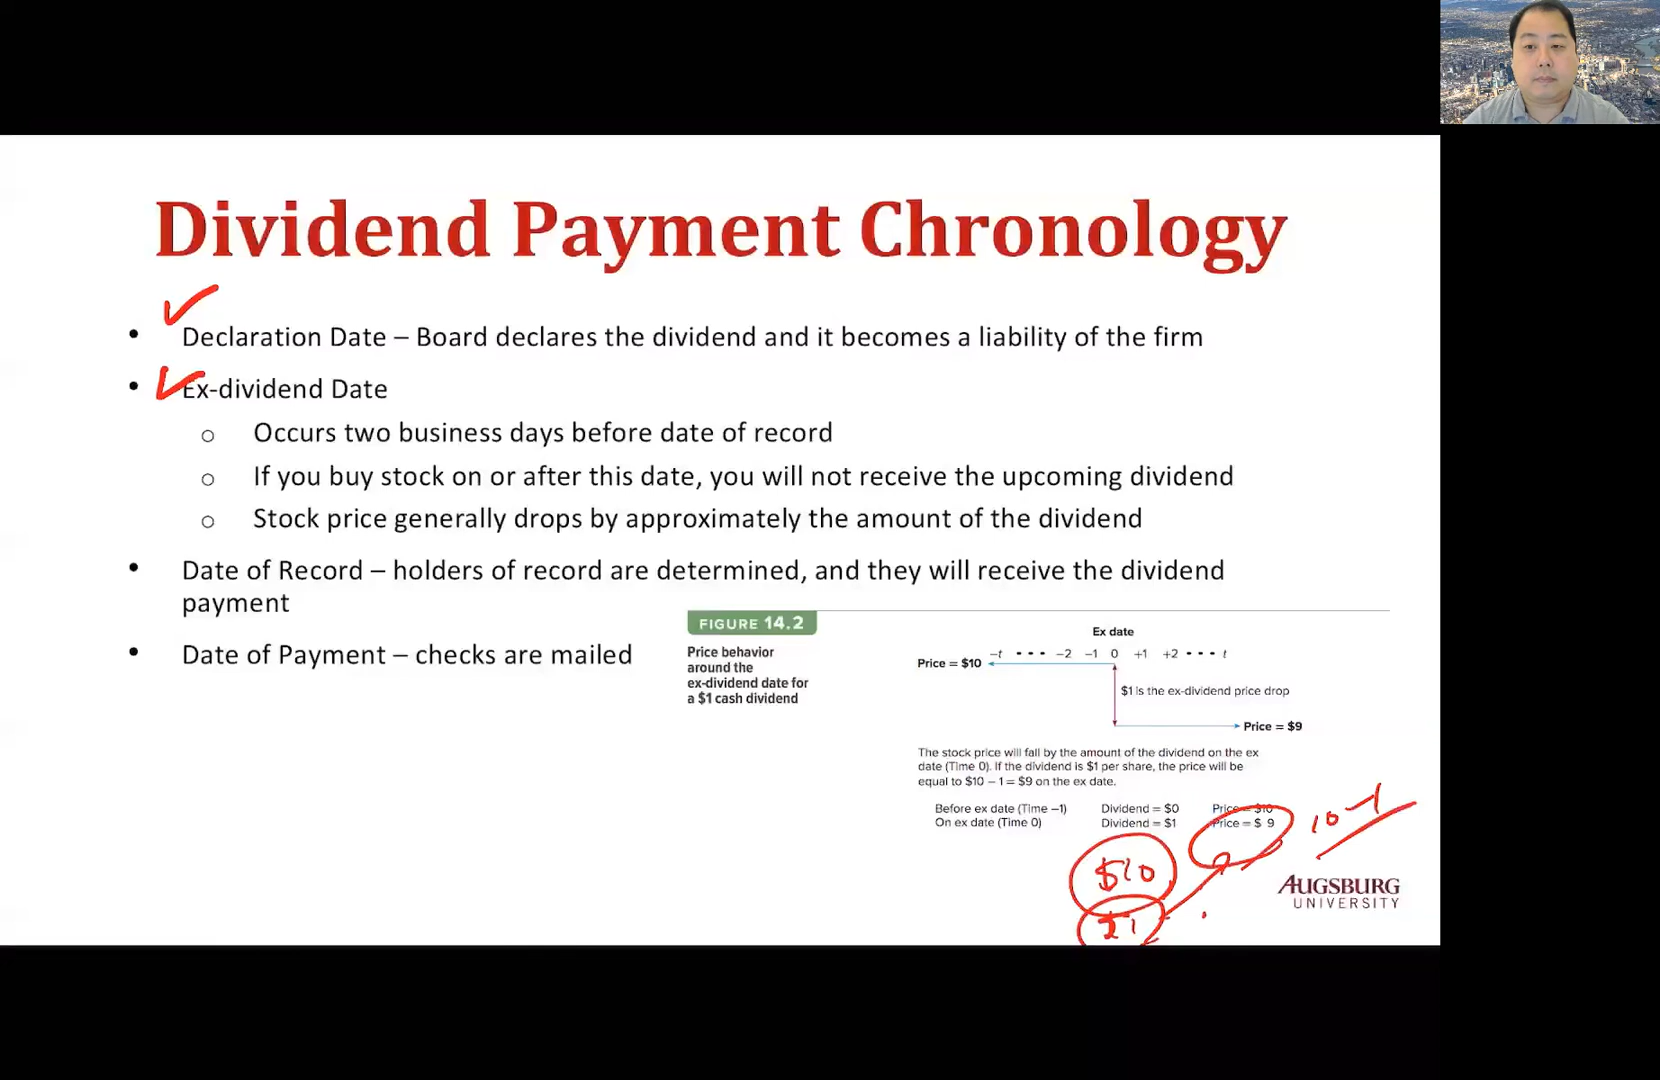 Dividend Payment Chronology
• Declaration Date – Board declares the dividend and it becomes a liability of the firm
• Ex-dividend Date
o Occurs two business days before date of record
o If you buy stock on or after this date, you will not receive the upcoming dividend
o Stock price generally drops by approximately the amount of the dividend
• Date of Record – holders of record are determined, and they will receive the dividend
payment
• Date of Payment – checks are mailed
FIGURE 14.2
Price behavior
around the
ex-dividend date for
a $1 cash dividend
Ex date
−t • • • −2 −1 0 +1 +2 • • • t
Price = $10
$1 is the ex-dividend price drop
Price = $9
The stock price will fall by the amount of the dividend on the ex
date (Time 0). If the dividend is $1 per share, the price will be
equal to $10 − 1 = $9 on the ex date.
Before ex date (Time −1) Dividend = $0 Price = $10
On ex date (Time 0) Dividend = $1 Price = $ 9
10-1
$10
AUGSBURG
UNIVERSITY